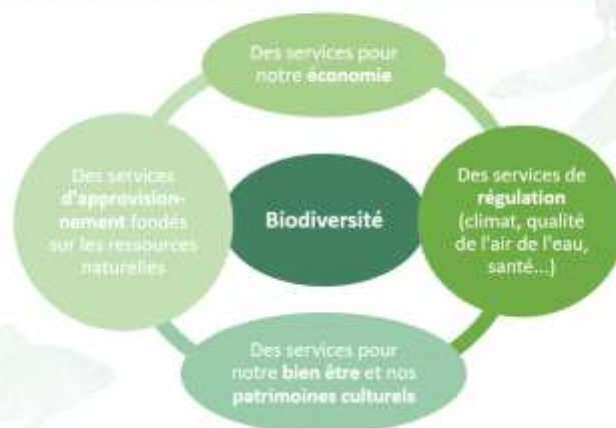 Des services pour
notre économie
Des services
d'approvision-
nement fondés
sur les ressources
naturelles
Biodiversité
Des services de
régulation
(climat, qualité
de l'air de l'eau,
santé...)
Des services pour
notre bien être et nos
patrimoines culturels